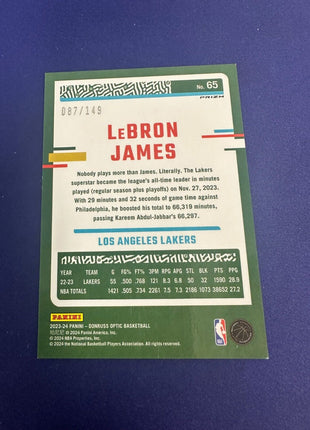 No. 65
PRIZM
087/149
LeBRON
JAMES
Nobody plays more than James. Literally. The Lakers
superstar became the league's all-time leader in minutes
played (regular season plus playoffs) on Nov. 27, 2023.
With 29 minutes and 32 seconds of game time against
Philadelphia, he boosted his total to 66,319 minutes,
passing Kareem Abdul-Jabbar's 66,297.
LOS ANGELES LAKERS
YEAR TEAM G FG% FT% 3PM RPG APG STL BLK PTS PPG
22-23 LAKERS 55 .500 .768 121 8.3 6.8 50 32 1590 28.9
NBA TOTALS 1421 .505 .734 2261 7.5 7.3 2186 1073 38652 27.2
PANINI
2023-24 PANINI - DONRUSS OPTIC BASKETBALL
© 2024 Panini America, Inc.
© 2024 NBA Properties, Inc.
© 2024 the National Basketball Players Association. All rights reserved.